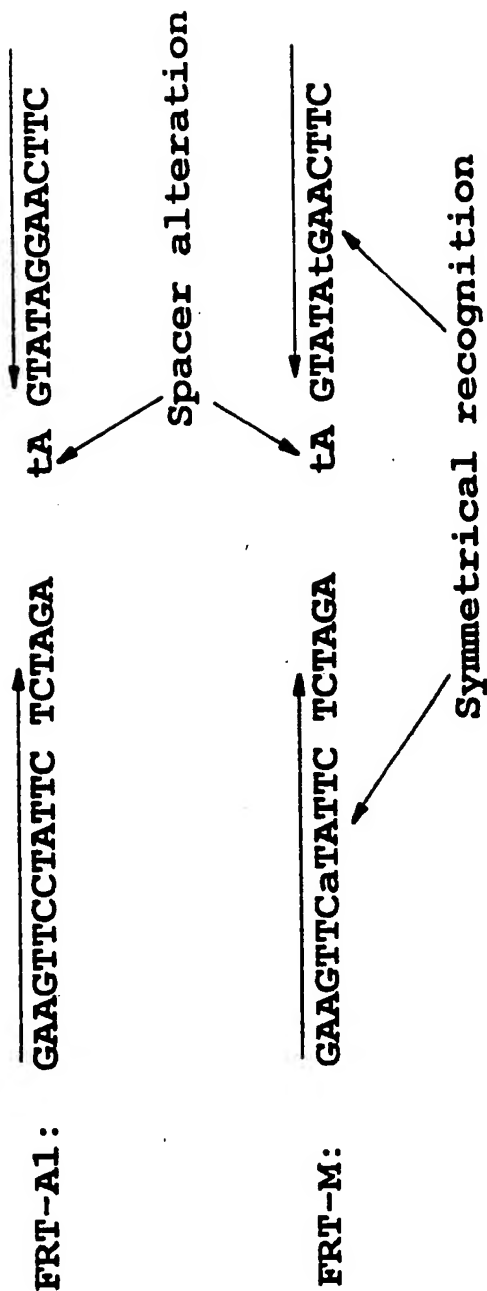 FRT-A1: GAAGTTCCTATTC TCTAGA tA GTATAGGAACTTC
Spacer alteration
FRT-M: GAAGTTCaTATTC TCTAGA tA GTATAtGAACTTC
Symmetrical recognition